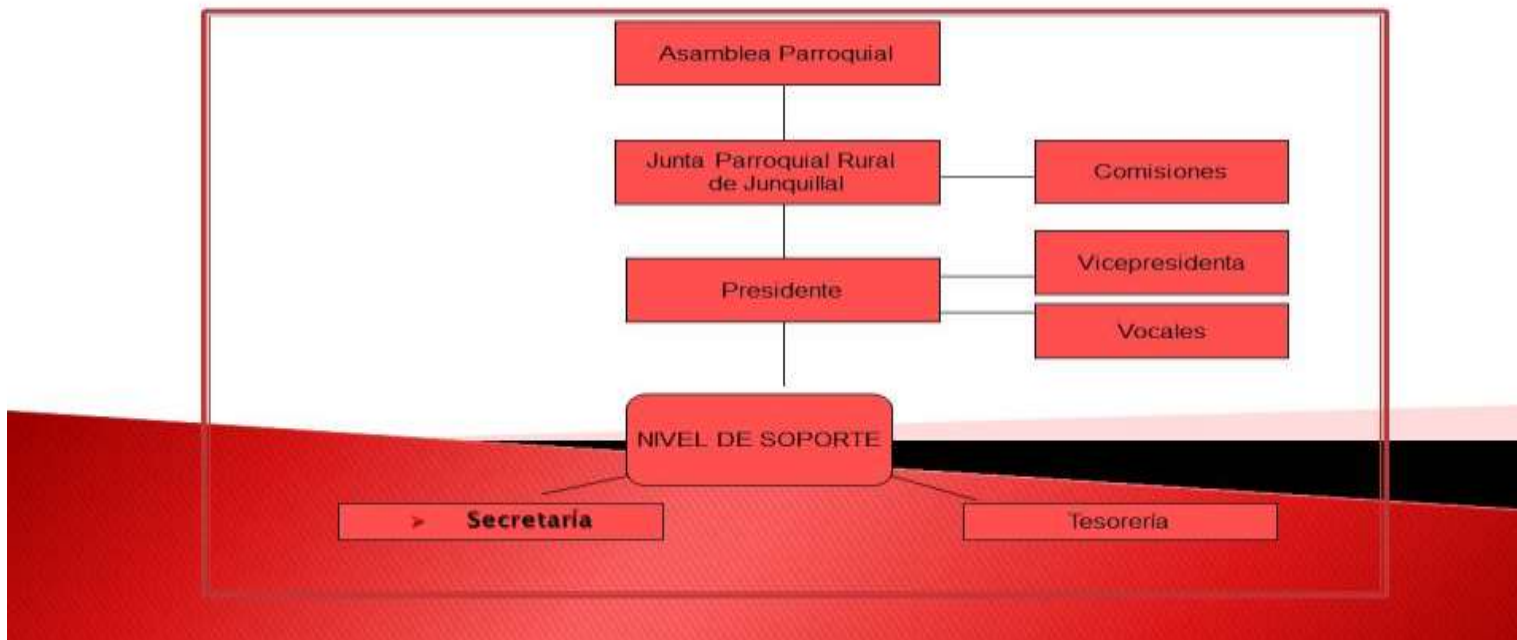 Asamblea Parroquial
Junta Parroquial Rural
de Junquillal
Comisiones
Vicepresidenta
Presidente
Vocales
NIVEL DE SOPORTE
➢ Secretaría
Tesorería